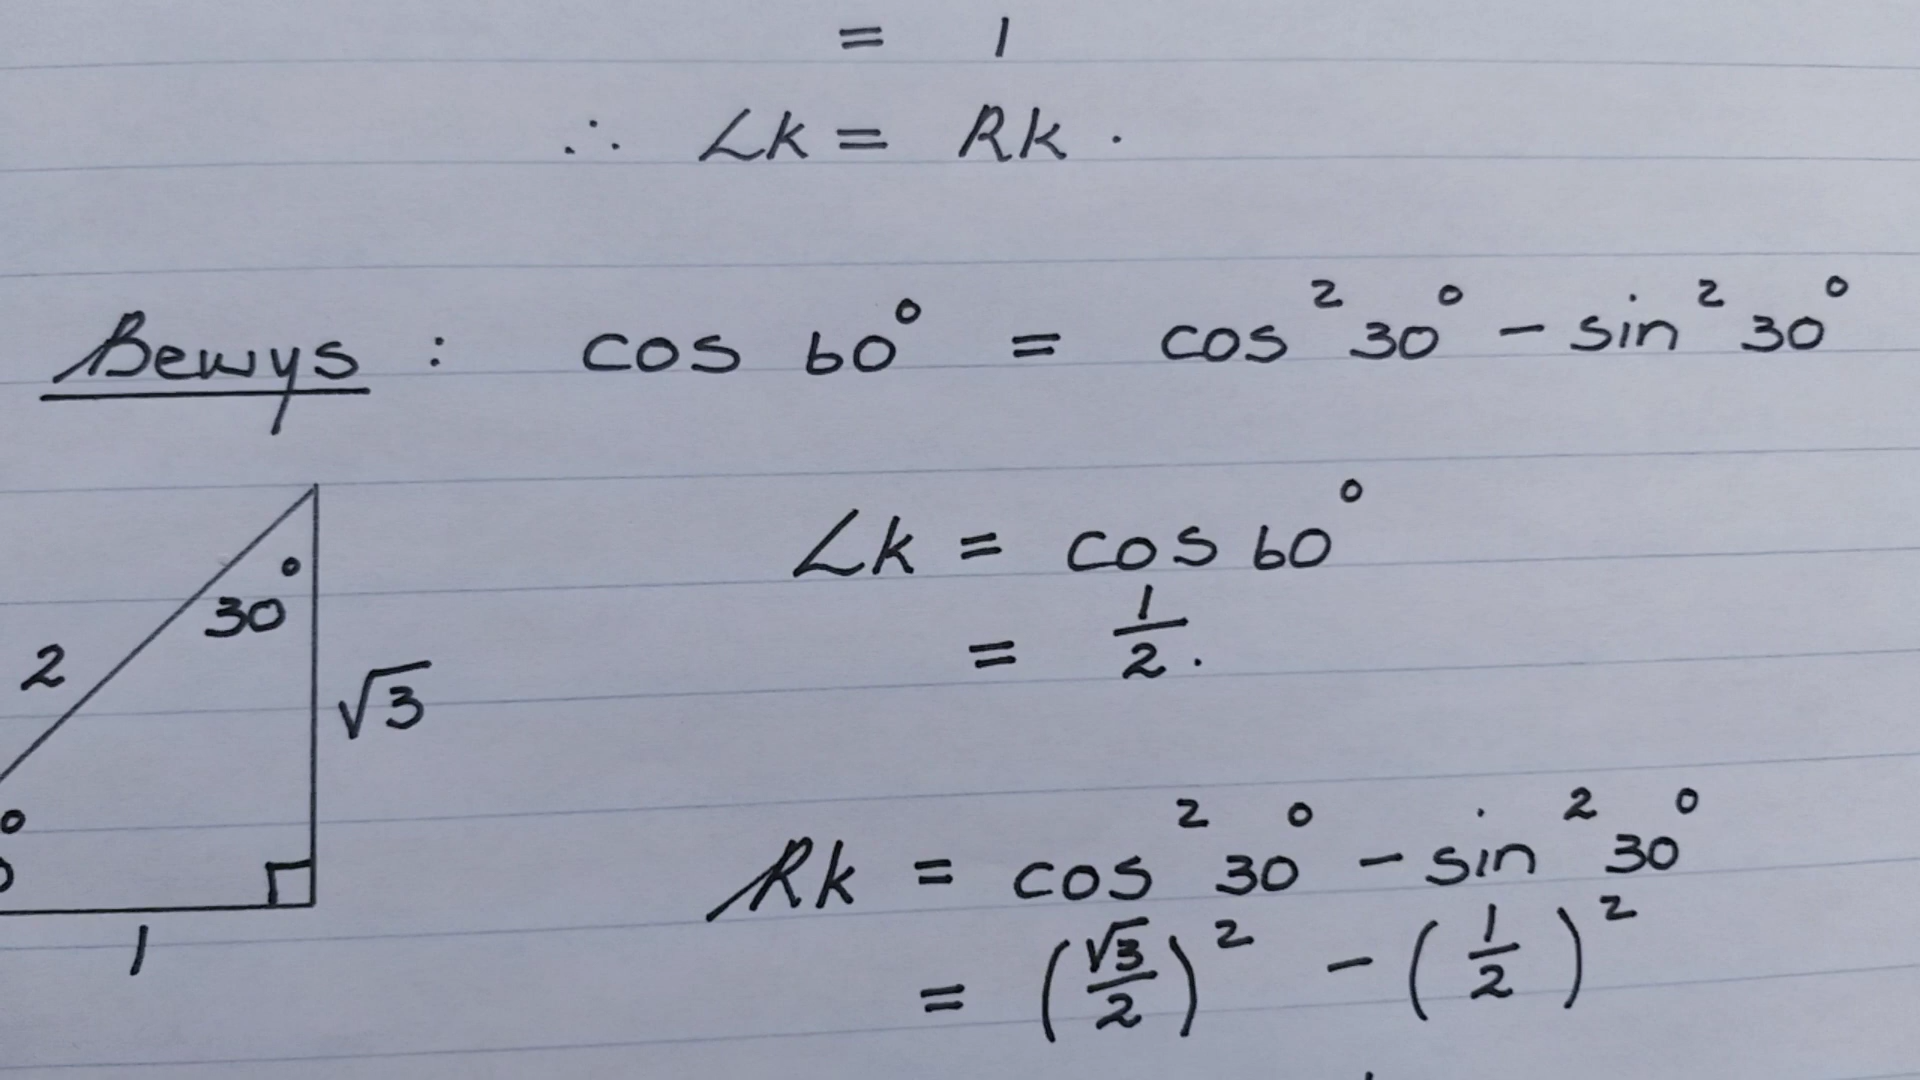 = 1
∴ Lk = Rk.
Bewys : cos 60° = cos² 30° - sin² 30°
30°
2
√3
1
Lk = cos 60°
= 1/2.
Rk = cos² 30° - sin² 30°
= (√3/2)² - (1/2)²